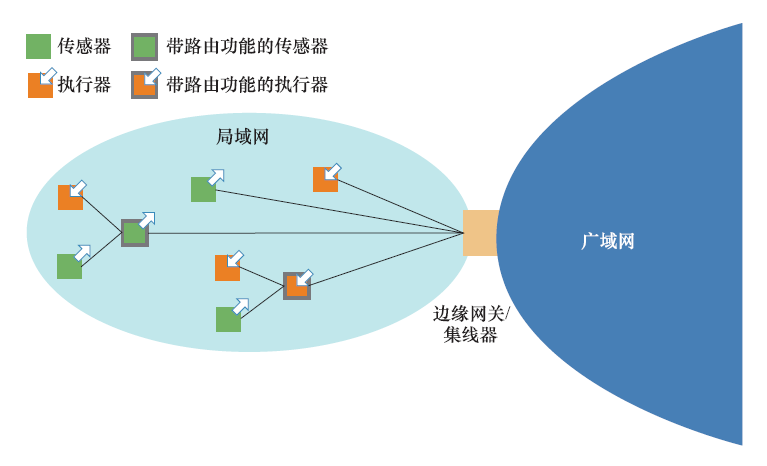 传感器
带路由功能的传感器
执行器
带路由功能的执行器
局域网
广域网
边缘网关/
集线器